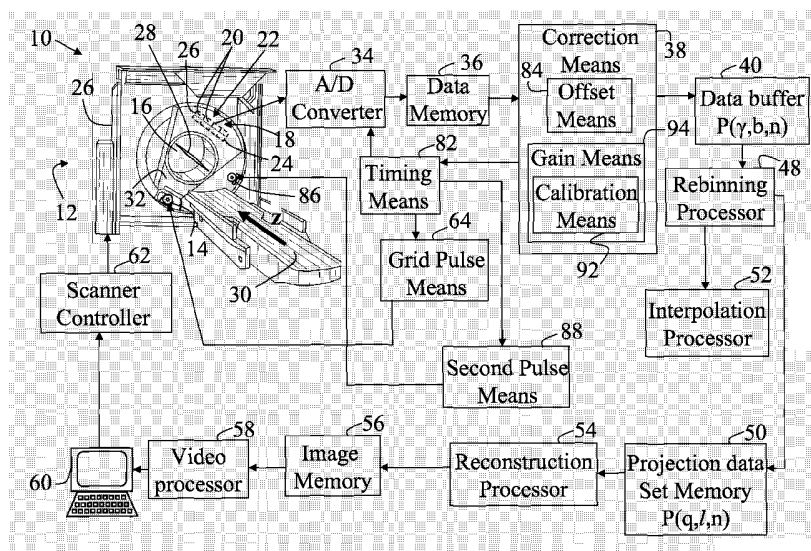 10
28
26
20
22
34
A/D
Converter
36
Data
Memory
Correction
Means
38
84
Offset
Means
94
Gain Means
Calibration
Means
92
40
Data buffer
P(γ,b,n)
26
16
18
24
12
32
86
82
Timing
Means
48
Rebinning
Processor
14
z
30
64
Grid Pulse
Means
62
Scanner
Controller
52
Interpolation
Processor
88
Second Pulse
Means
60
58
Video
processor
56
Image
Memory
54
Reconstruction
Processor
50
Projection data
Set Memory
P(q,l,n)